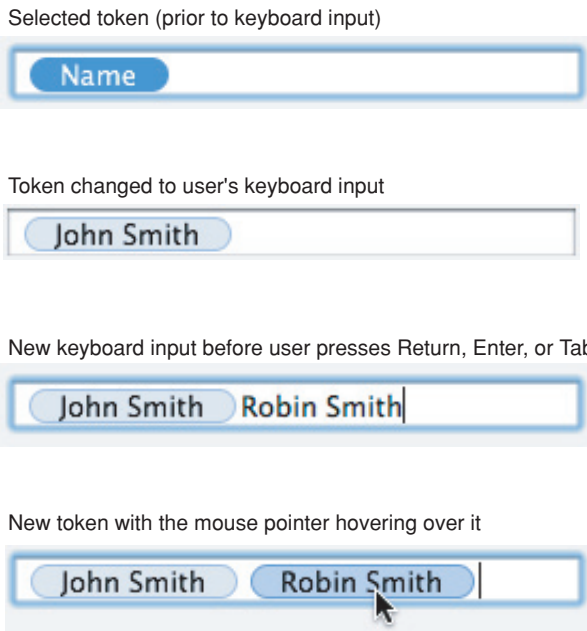 Selected token (prior to keyboard input)
Name
Token changed to user's keyboard input
John Smith
New keyboard input before user presses Return, Enter, or Tab
John Smith Robin Smith
New token with the mouse pointer hovering over it
John Smith Robin Smith